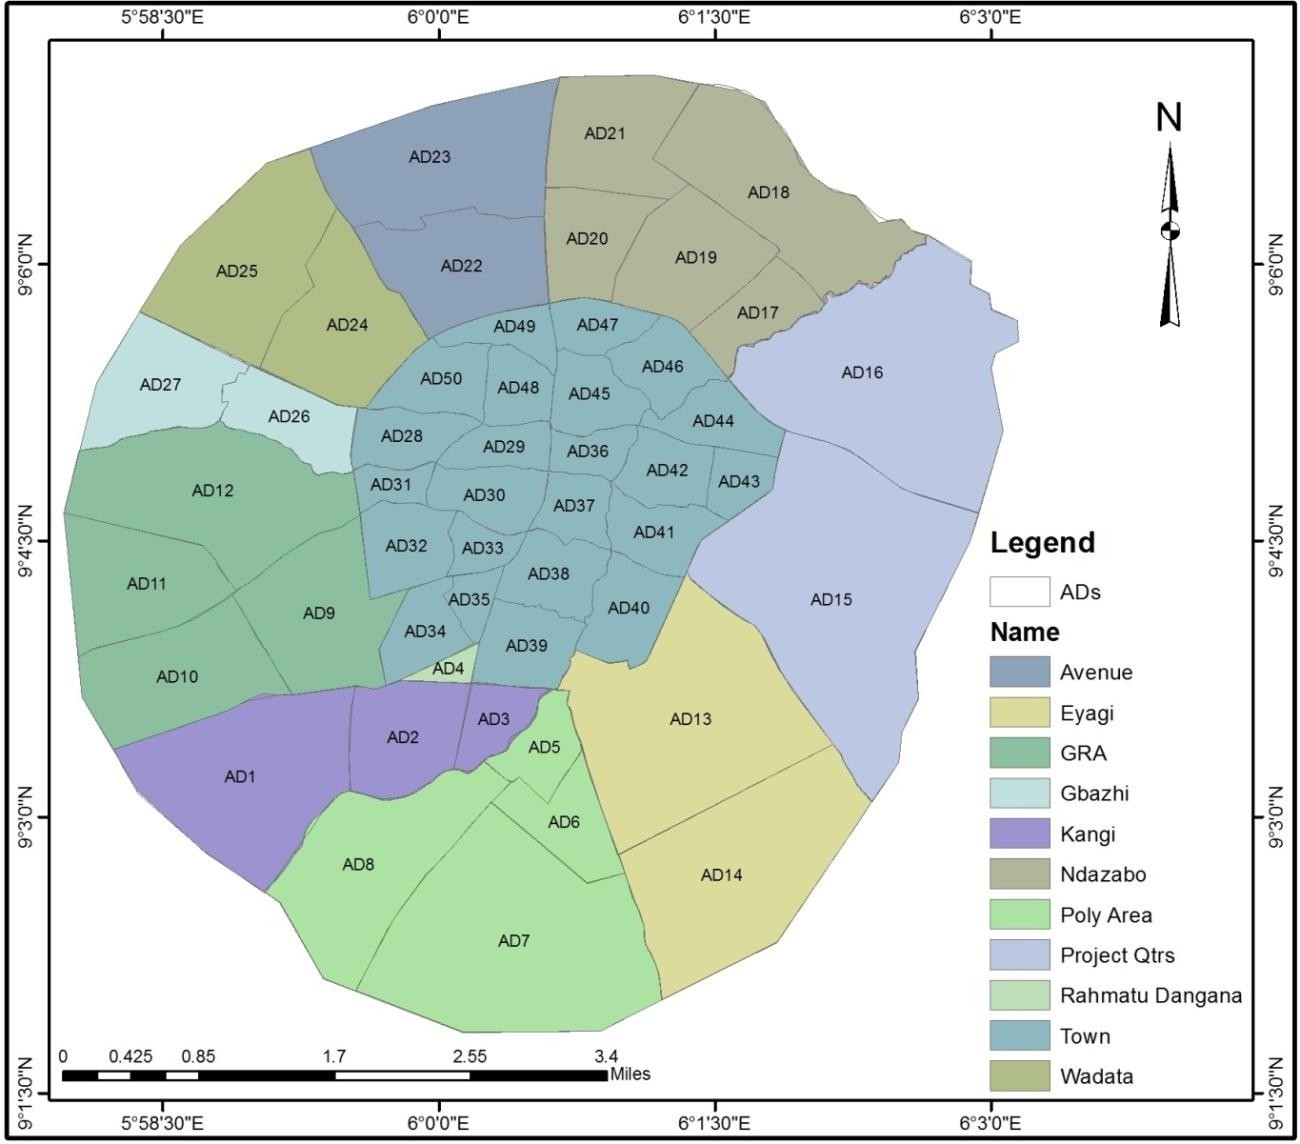 5°58'30"E 6°0'0"E 6°1'30"E 6°3'0"E
N
AD21
AD23
AD18
AD20
AD19
AD22
AD25
9°6'0"N
9°6'0"N
AD17
AD24
AD49 AD47
AD46
AD16
AD50 AD48 AD45
AD27
AD26
AD44
AD28 AD29 AD36
AD42 AD43
AD12
AD31 AD30 AD37
AD41
9°4'30"N
9°4'30"N
AD32 AD33
AD38
AD11
AD35 AD40
AD15
AD9
AD34 AD39
AD4
AD10
AD3 AD13
AD2 AD5
AD1
AD6
9°3'0"N
9°3'0"N
AD8
AD14
AD7
Legend
ADs
Name
Avenue
Eyagi
GRA
Gbazhi
Kangi
Ndazabo
Poly Area
Project Qtrs
Rahmatu Dangana
Town
Wadata
0 0.425 0.85 1.7 2.55 3.4
Miles
9°1'30"N
9°1'30"N
5°58'30"E 6°0'0"E 6°1'30"E 6°3'0"E